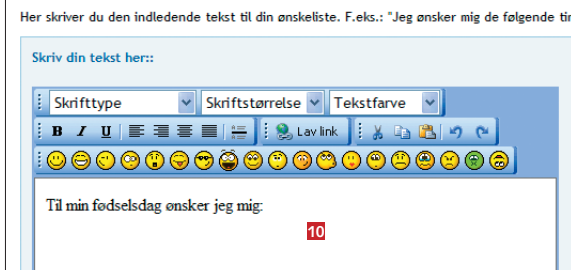 Her skriver du den indledende tekst til din ønskeliste. F.eks.: "Jeg ønsker mig de følgende
Skriv din tekst her::
Skrifttype Skriftstørrelse Tekstfarve
B I U Lav link
Til min fødselsdag ønsker jeg mig:
10